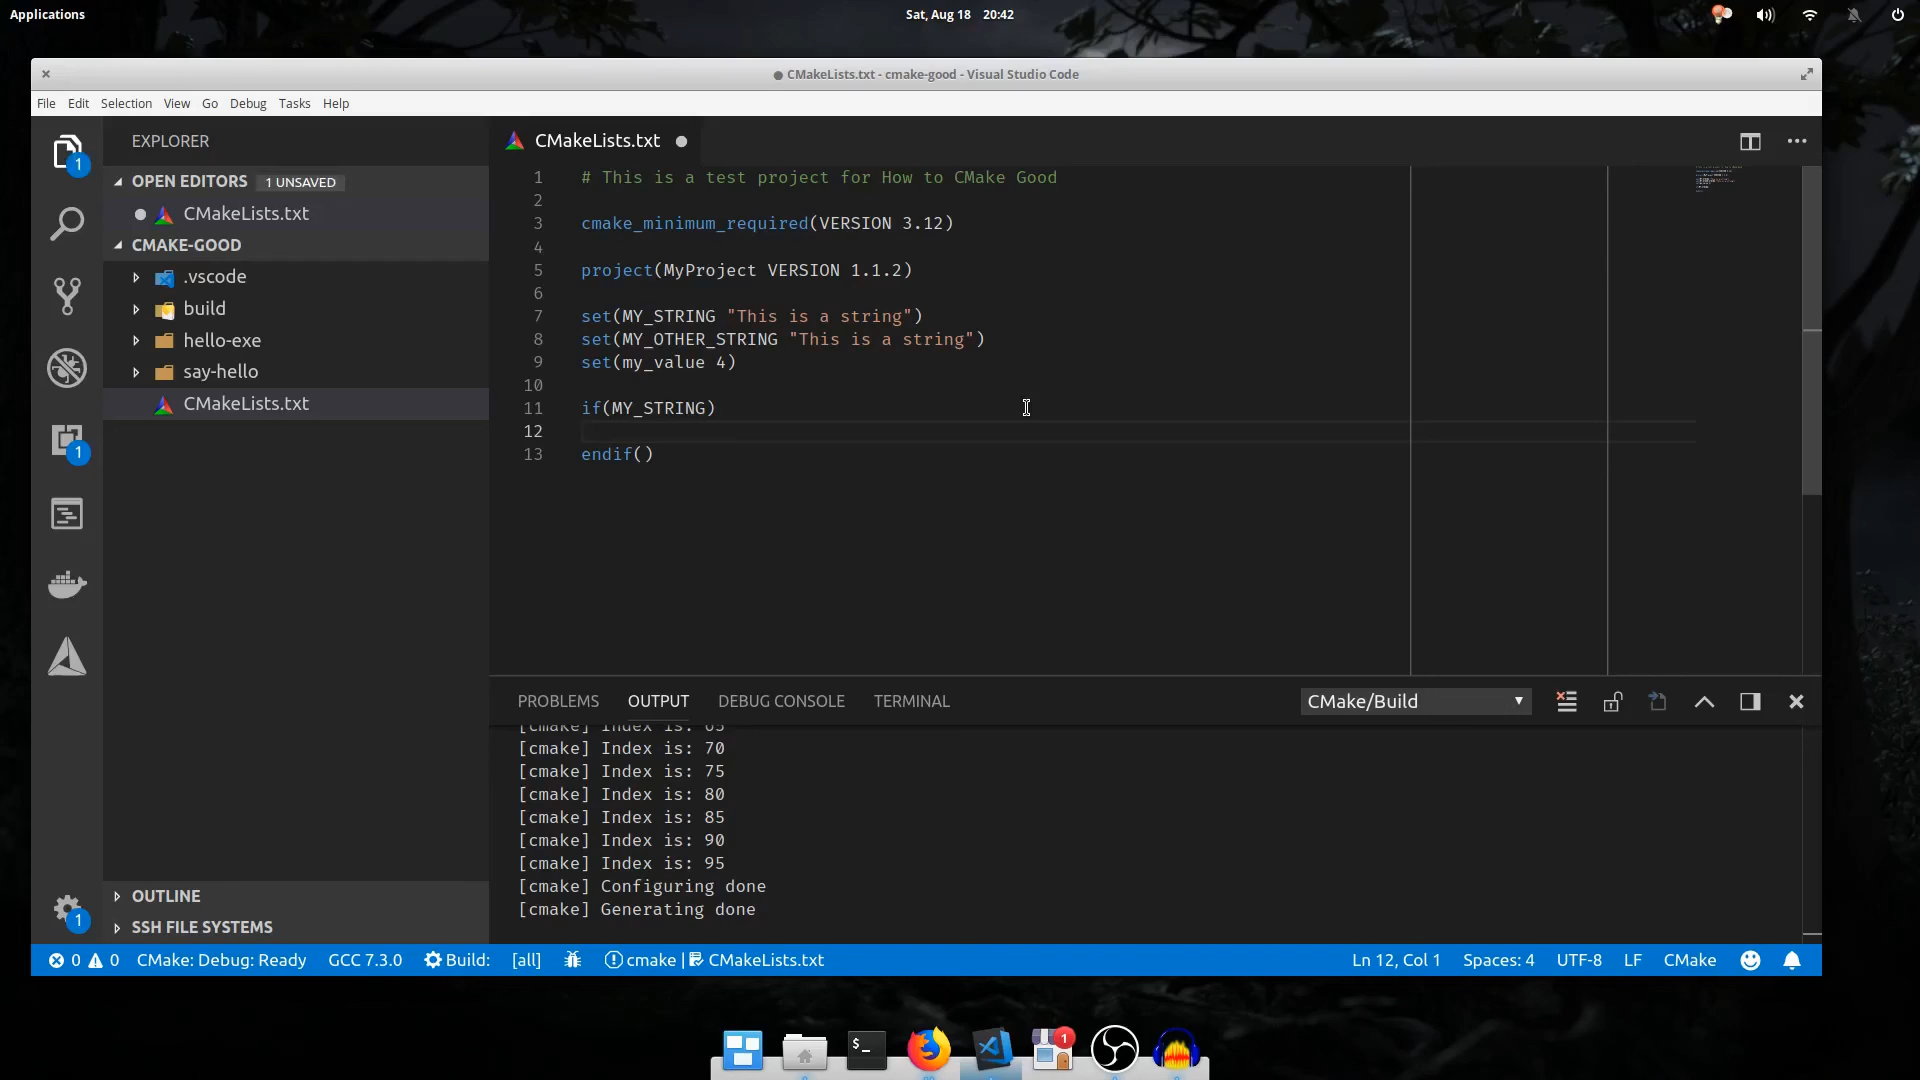 Applications
Sat, Aug 18 20:42
● CMakeLists.txt - cmake-good - Visual Studio Code
File Edit Selection View Go Debug Tasks Help
EXPLORER
OPEN EDITORS 1 UNSAVED
CMakeLists.txt
CMAKE-GOOD
.vscode
build
hello-exe
say-hello
CMakeLists.txt
OUTLINE
SSH FILE SYSTEMS
1
1
1
CMakeLists.txt
1 # This is a test project for How to CMake Good
2
3 cmake_minimum_required(VERSION 3.12)
4
5 project(MyProject VERSION 1.1.2)
6
7 set(MY_STRING "This is a string")
8 set(MY_OTHER_STRING "This is a string")
9 set(my_value 4)
10
11 if(MY_STRING)
12
13 endif()
PROBLEMS OUTPUT DEBUG CONSOLE TERMINAL
CMake/Build
[cmake] Index is: 65
[cmake] Index is: 70
[cmake] Index is: 75
[cmake] Index is: 80
[cmake] Index is: 85
[cmake] Index is: 90
[cmake] Index is: 95
[cmake] Configuring done
[cmake] Generating done
0 0 CMake: Debug: Ready GCC 7.3.0 Build: [all] cmake | CMakeLists.txt
Ln 12, Col 1 Spaces: 4 UTF-8 LF CMake
$ _
1